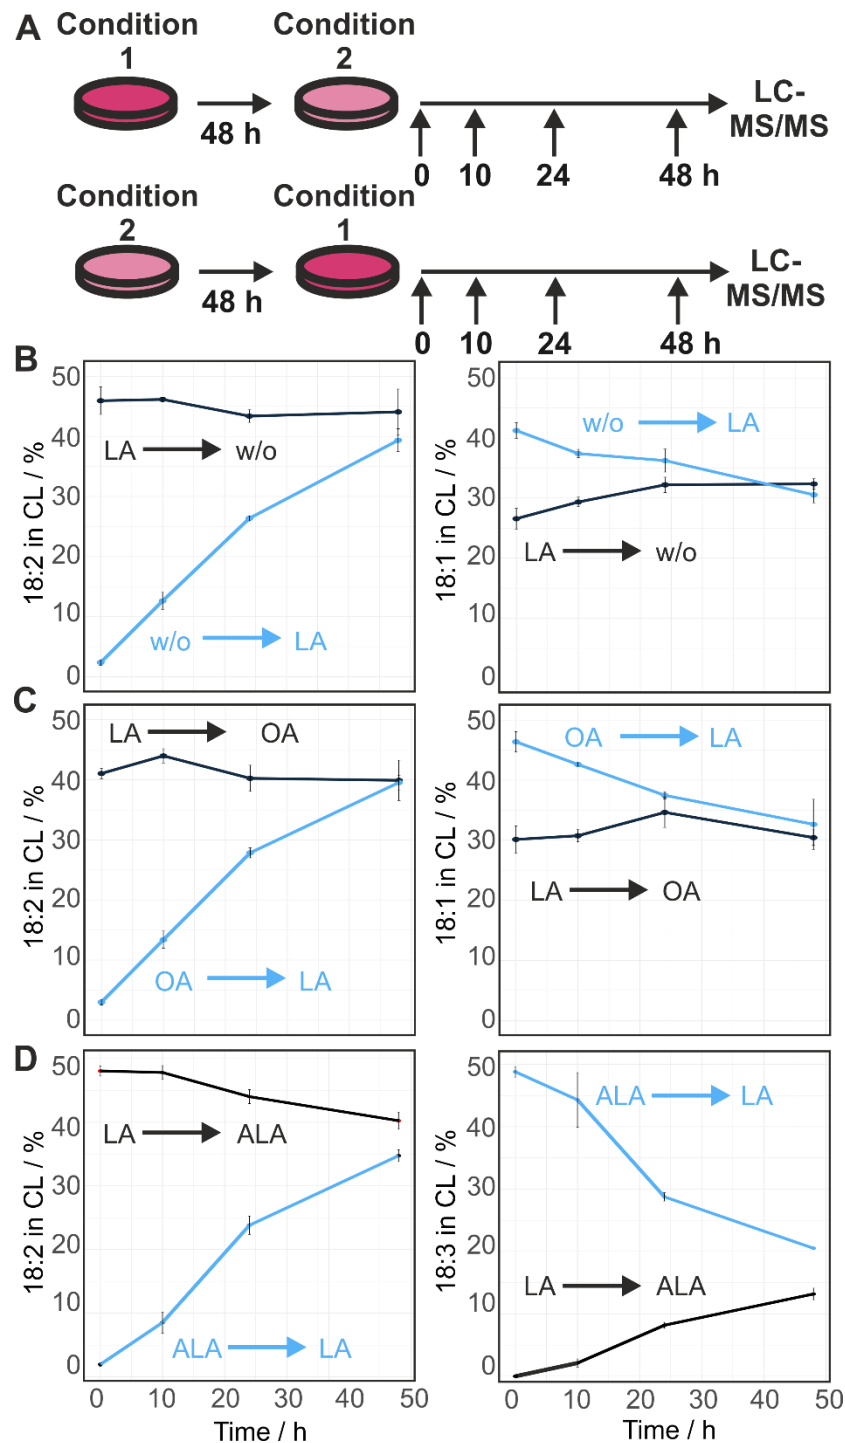 A
Condition
1
Condition
2
48 h
0 10 24 48 h
LC-
MS/MS
Condition
2
Condition
1
48 h
0 10 24 48 h
LC-
MS/MS
B
18:2 in CL / %
50
40
30
20
10
0
LA w/o
w/o LA
18:1 in CL / %
50
40
30
20
10
0
w/o LA
LA w/o
C
18:2 in CL / %
50
40
30
20
10
0
LA OA
OA LA
18:1 in CL / %
50
40
30
20
10
0
OA LA
LA OA
D
18:2 in CL / %
50
40
30
20
10
0
LA ALA
ALA LA
0 10 20 30 40 50
Time / h
18:3 in CL / %
50
40
30
20
10
0
ALA LA
LA ALA
0 10 20 30 40 50
Time / h